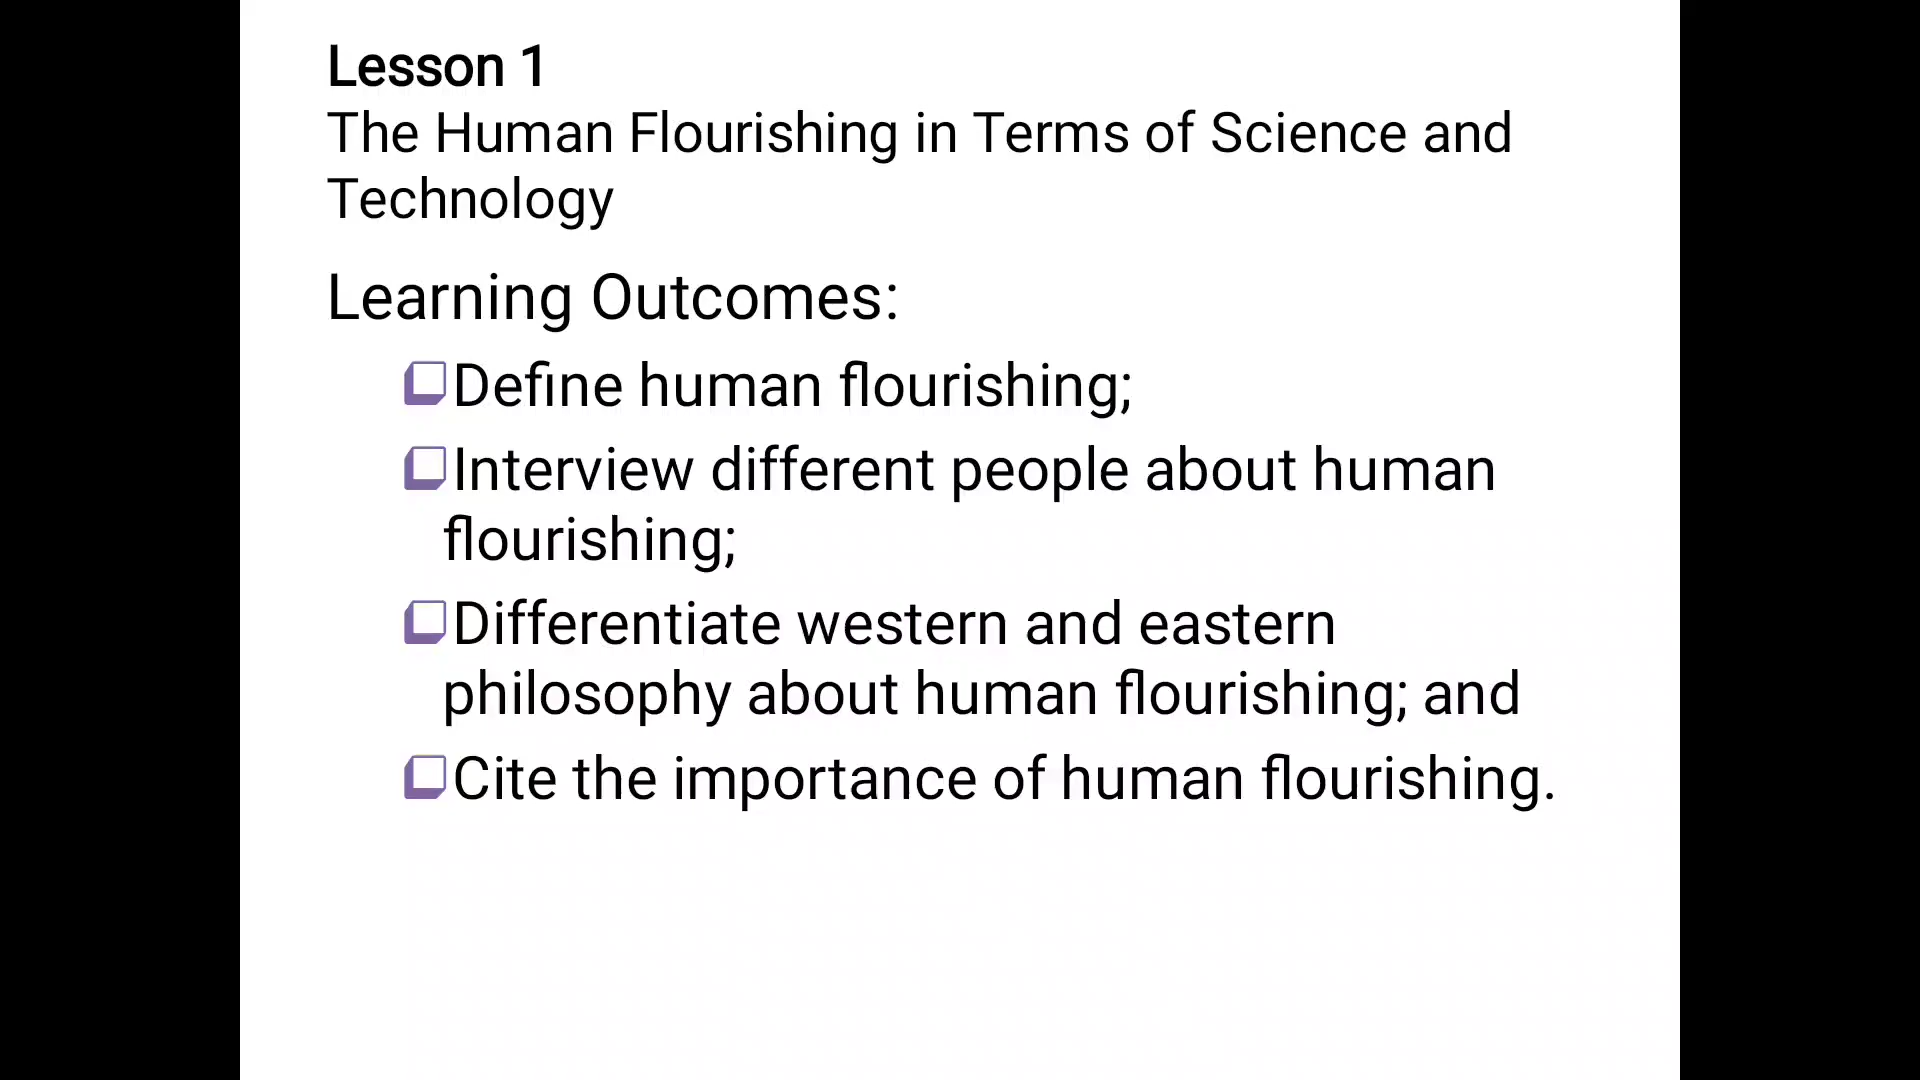 Lesson 1
The Human Flourishing in Terms of Science and
Technology
Learning Outcomes:
Define human flourishing;
Interview different people about human
flourishing;
Differentiate western and eastern
philosophy about human flourishing; and
Cite the importance of human flourishing.